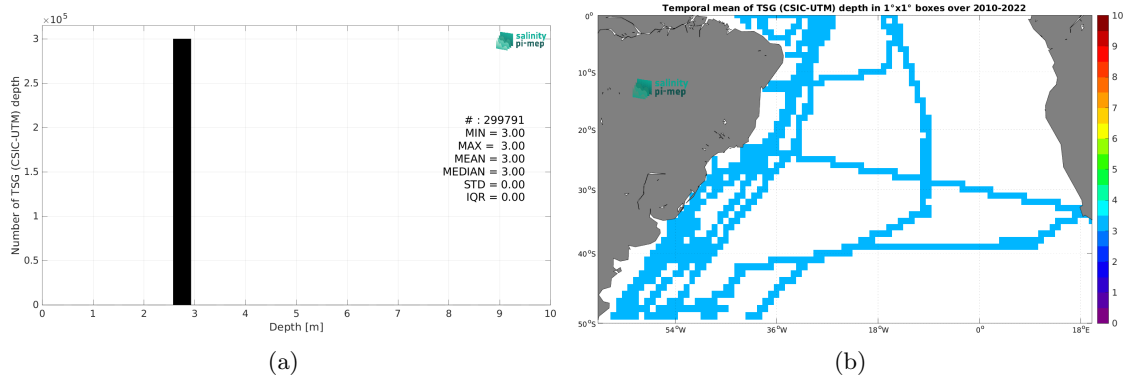 ×10⁵
3
2.5
2
1.5
1
0.5
0
Number of TSG (CSIC-UTM) depth
0 1 2 3 4 5 6 7 8 9 10
Depth [m]
salinity
pi-mep
# : 299791
MIN = 3.00
MAX = 3.00
MEAN = 3.00
MEDIAN = 3.00
STD = 0.00
IQR = 0.00
(a)
Temporal mean of TSG (CSIC-UTM) depth in 1°x1° boxes over 2010-2022
0°
10°S
20°S
30°S
40°S
50°S
54°W 36°W 18°W 0° 18°E
salinity
pi-mep
10
9
8
7
6
5
4
3
2
1
0
(b)